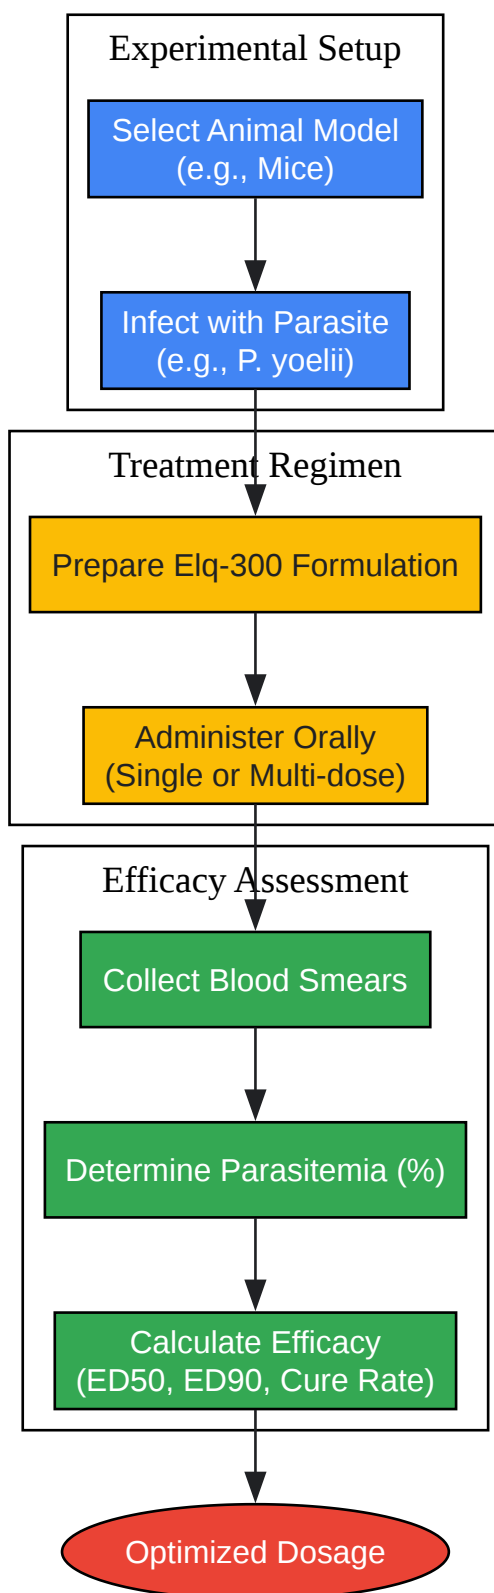 Experimental Setup
Select Animal Model
(e.g., Mice)
Infect with Parasite
(e.g., P. yoelii)
Treatment Regimen
Prepare Elq-300 Formulation
Administer Orally
(Single or Multi-dose)
Efficacy Assessment
Collect Blood Smears
Determine Parasitemia (%)
Calculate Efficacy
(ED50, ED90, Cure Rate)
Optimized Dosage